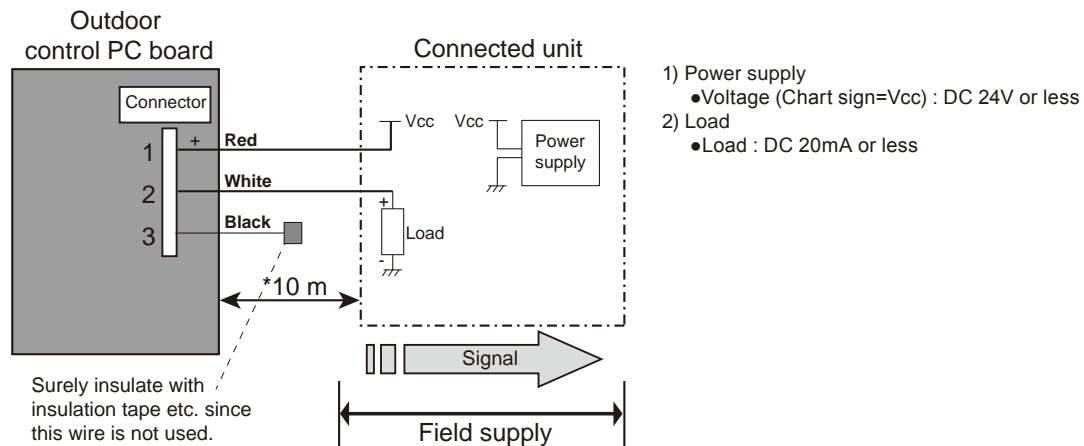 Outdoor
control PC board
Connector
1
+
Red
2
White
3
Black
Connected unit
Vcc
Vcc
Power
supply
+
Load
-
*10 m
Signal
Field supply
Surely insulate with
insulation tape etc. since
this wire is not used.
1) Power supply
●Voltage (Chart sign=Vcc) : DC 24V or less
2) Load
●Load : DC 20mA or less